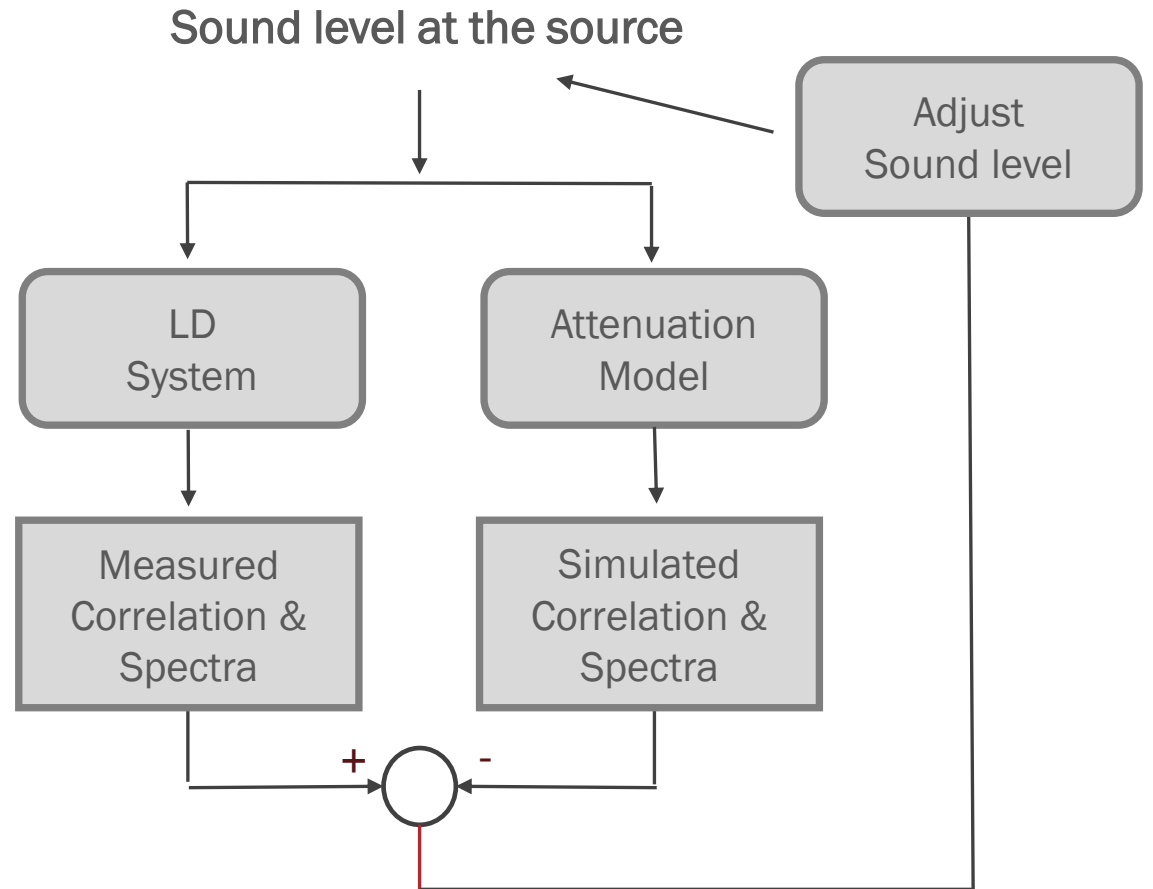 Sound level at the source
Adjust
Sound level
LD
System
Attenuation
Model
Measured
Correlation &
Spectra
Simulated
Correlation &
Spectra
+
-